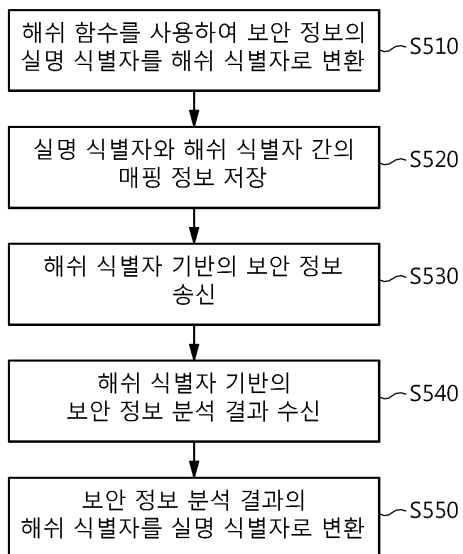 해쉬 함수를 사용하여 보안 정보의
실명 식별자를 해쉬 식별자로 변환
S510
실명 식별자와 해쉬 식별자 간의
매핑 정보 저장
S520
해쉬 식별자 기반의 보안 정보
송신
S530
해쉬 식별자 기반의
보안 정보 분석 결과 수신
S540
보안 정보 분석 결과의
해쉬 식별자를 실명 식별자로 변환
S550